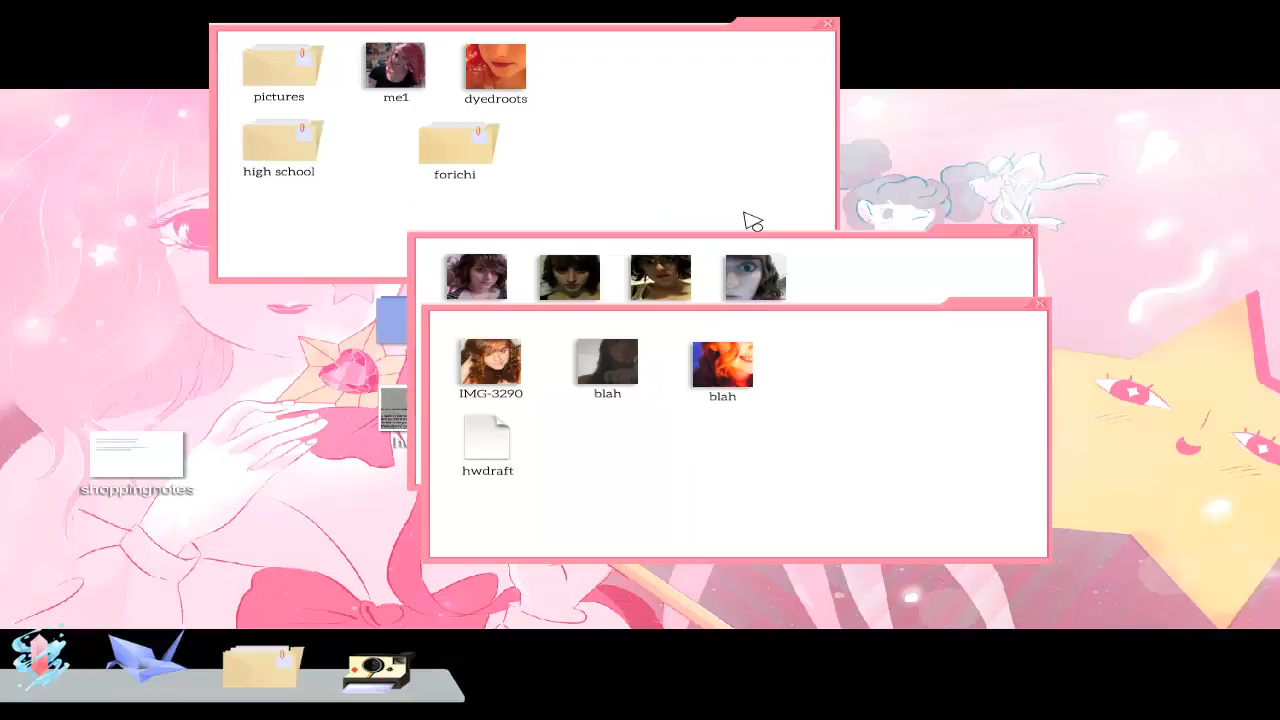 pictures
me1
dyedroots
high school
forichi
IMG-3290
blah
blah
hwdraft
shoppingnotes